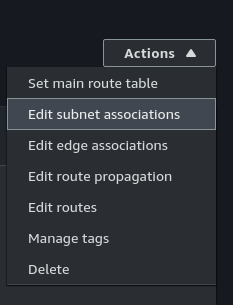 Actions
Set main route table
Edit subnet associations
Edit edge associations
Edit route propagation
Edit routes
Manage tags
Delete